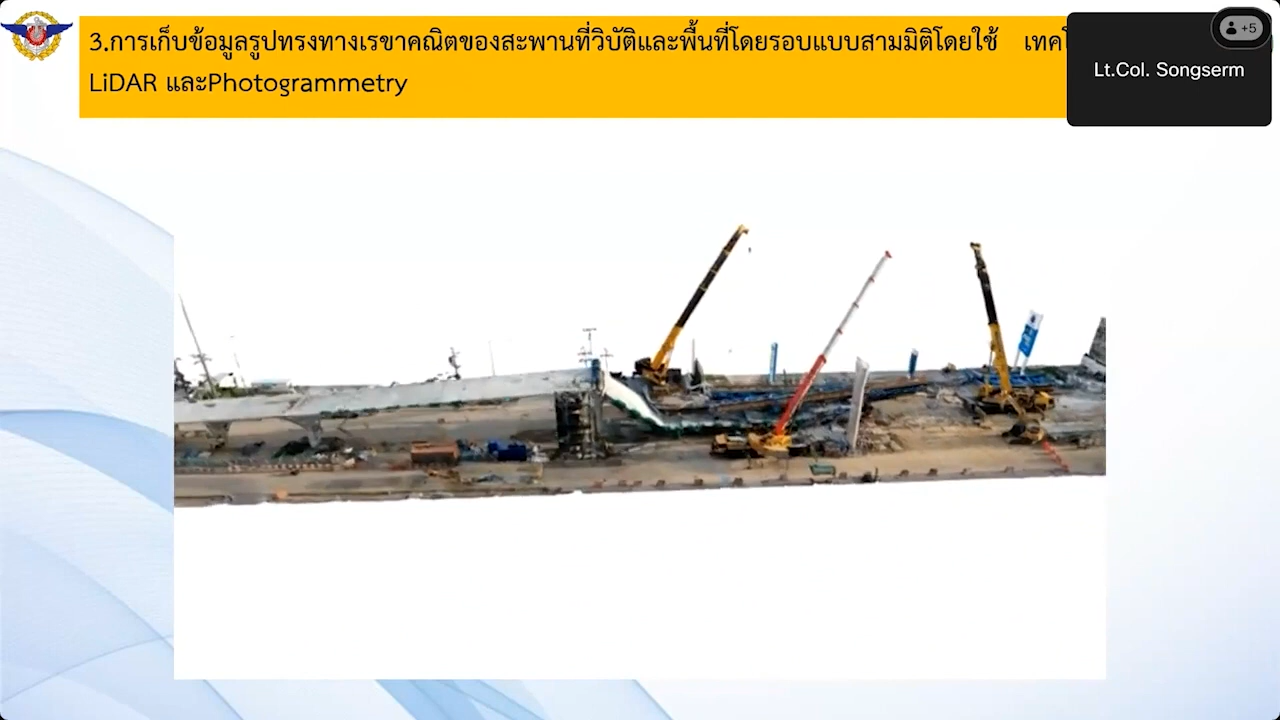 3.การเก็บข้อมูลรูปทรงทางเรขาคณิตของสะพานที่วิบัติและพื้นที่โดยรอบแบบสามมิติโดยใช้
LiDAR และPhotogrammetry
+5
Lt.Col. Songserm